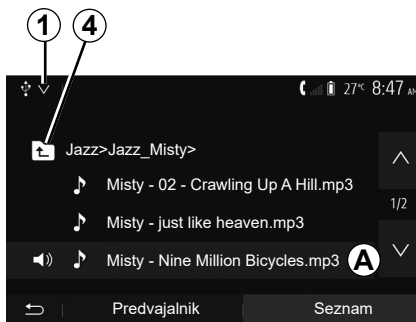 1 4
27°C 8:47 AM
Jazz>Jazz_Misty>
Misty - 02 - Crawling Up A Hill.mp3
1/2
Misty - just like heaven.mp3
Misty - Nine Million Bicycles.mp3 A
Predvajalnik Seznam